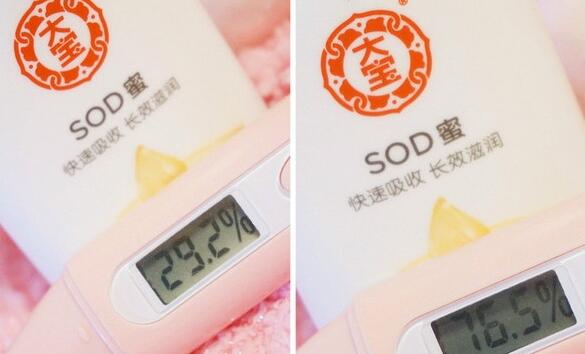 大宝
SOD蜜
快速吸收 长效滋润
29.2%
®
大宝
SOD蜜
快速吸收 长效滋润
76.5%